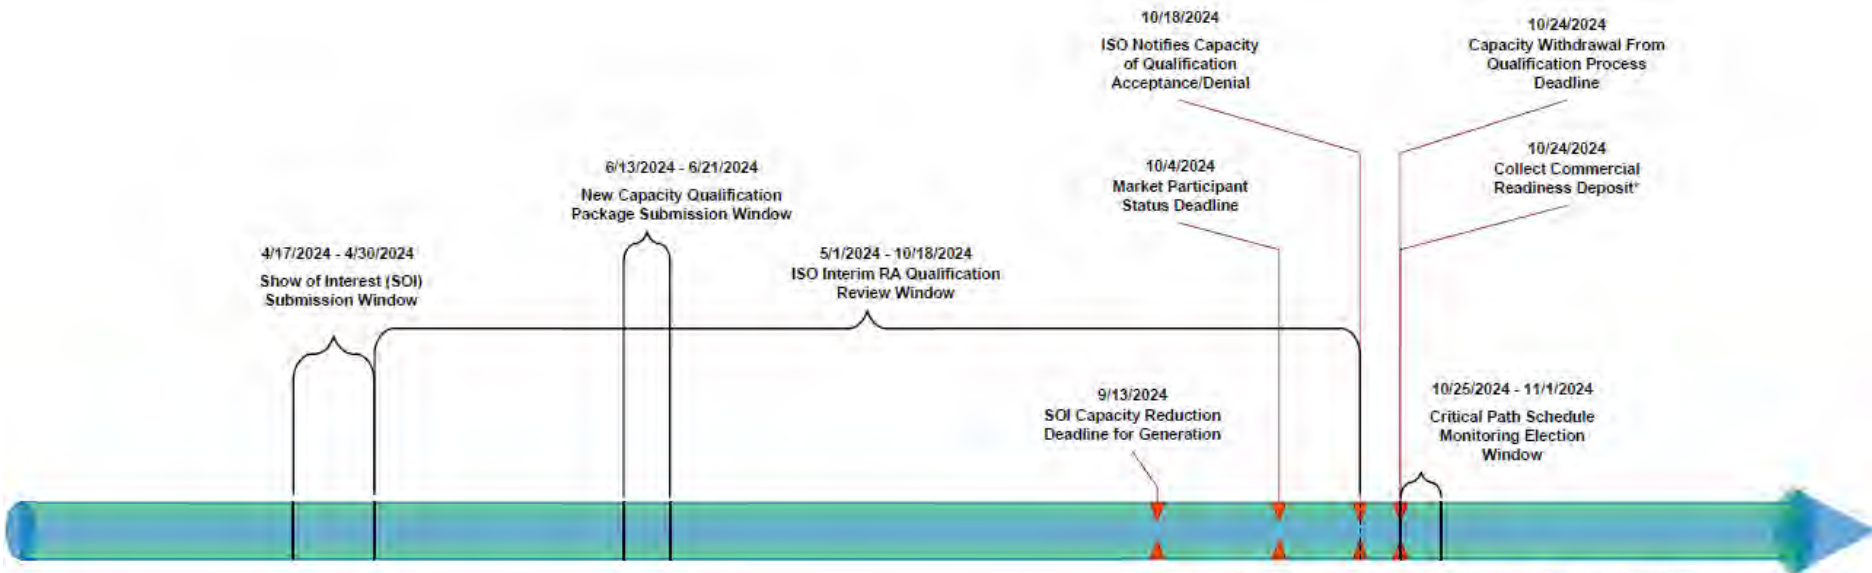 4/17/2024 - 4/30/2024
Show of Interest (SOI)
Submission Window
6/13/2024 - 6/21/2024
New Capacity Qualification
Package Submission Window
5/1/2024 - 10/18/2024
ISO Interim RA Qualification
Review Window
9/13/2024
SOI Capacity Reduction
Deadline for Generation
10/4/2024
Market Participant
Status Deadline
10/18/2024
ISO Notifies Capacity
of Qualification
Acceptance/Denial
10/24/2024
Capacity Withdrawal From
Qualification Process
Deadline
10/24/2024
Collect Commercial
Readiness Deposit*
10/25/2024 - 11/1/2024
Critical Path Schedule
Monitoring Election
Window